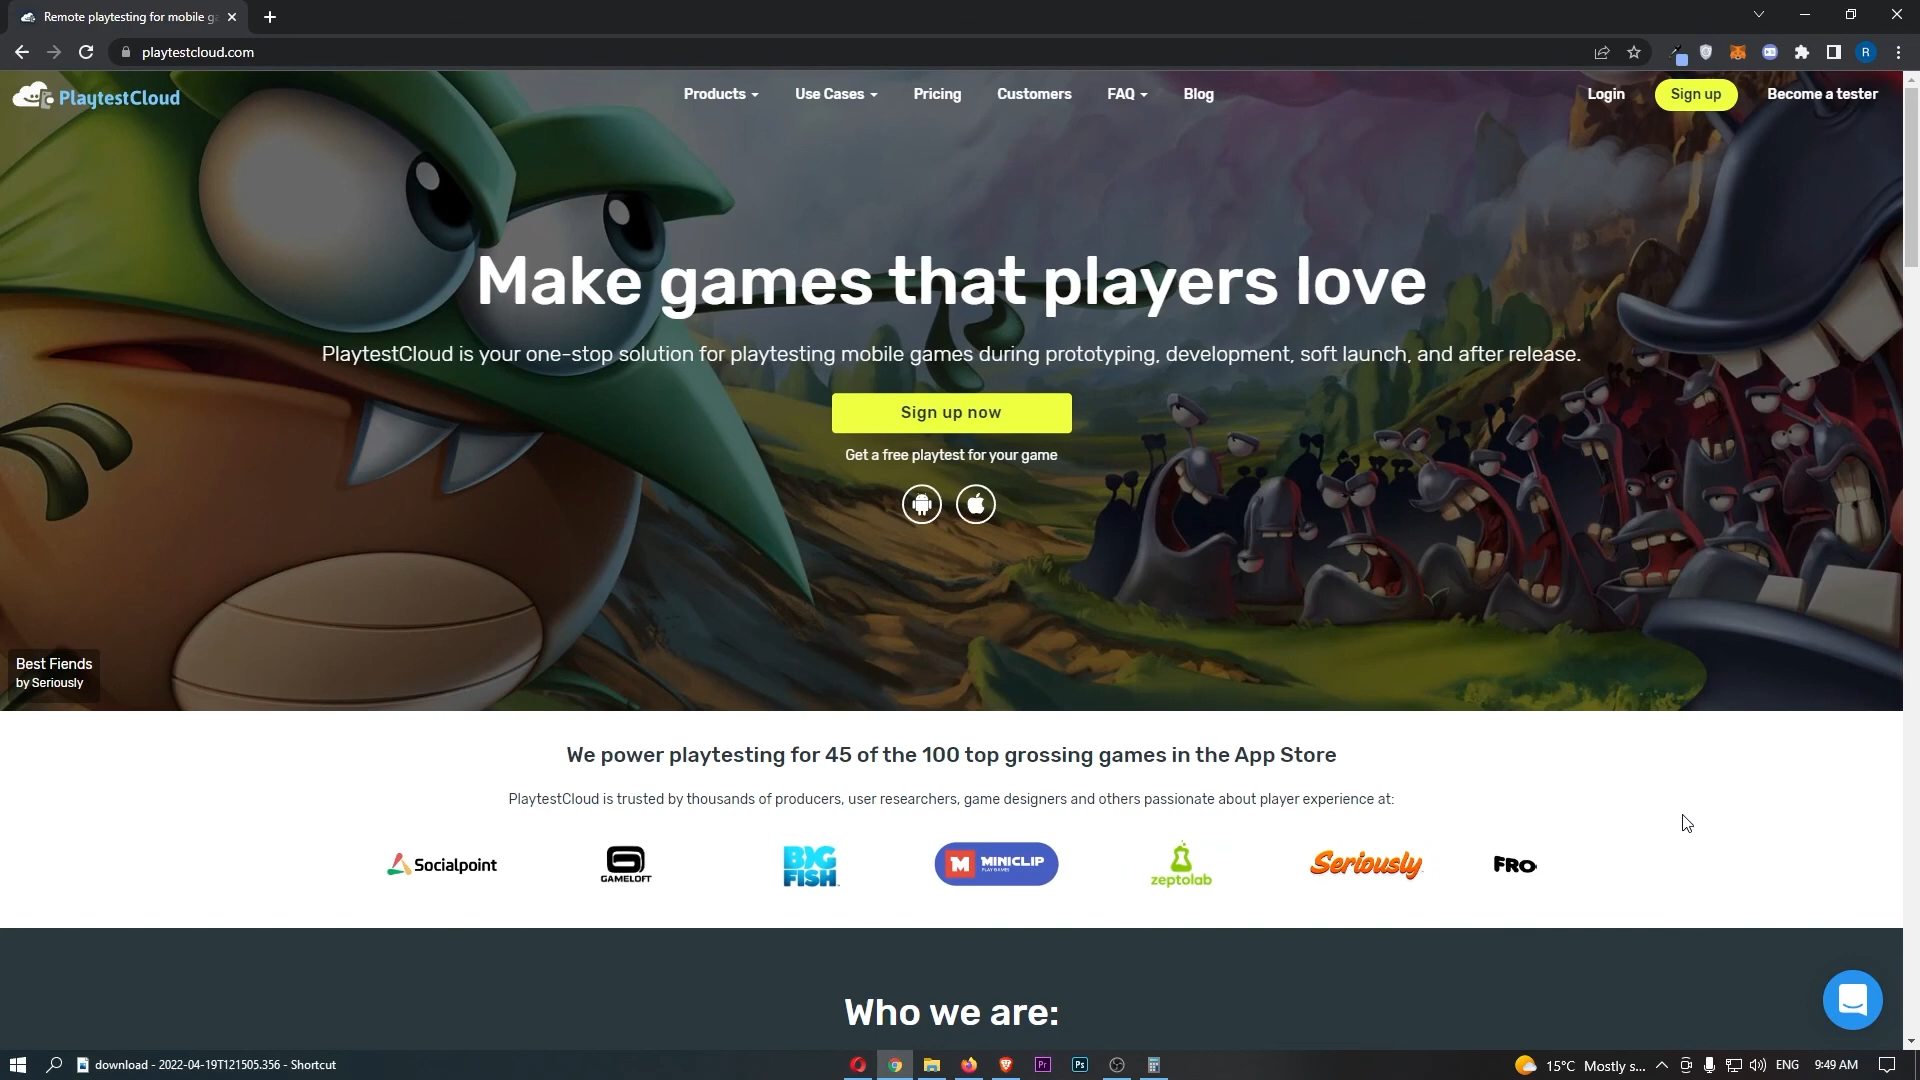 Remote playtesting for mobile ga
playtestcloud.com
R
PlaytestCloud
Products
Use Cases
Pricing
Customers
FAQ
Blog
Login
Sign up
Become a tester
Make games that players love
PlaytestCloud is your one-stop solution for playtesting mobile games during prototyping, development, soft launch, and after release.
Sign up now
Get a free playtest for your game
Best Fiends
by Seriously
We power playtesting for 45 of the 100 top grossing games in the App Store
PlaytestCloud is trusted by thousands of producers, user researchers, game designers and others passionate about player experience at:
Socialpoint
GAMELOFT
BIG FISH
M MINICLIP
PLAY GAMES
zeptolab
Seriously
FRO
Who we are:
download - 2022-04-19T121505.356 - Shortcut
Pr
Ps
15°C Mostly s...
ENG
9:49 AM